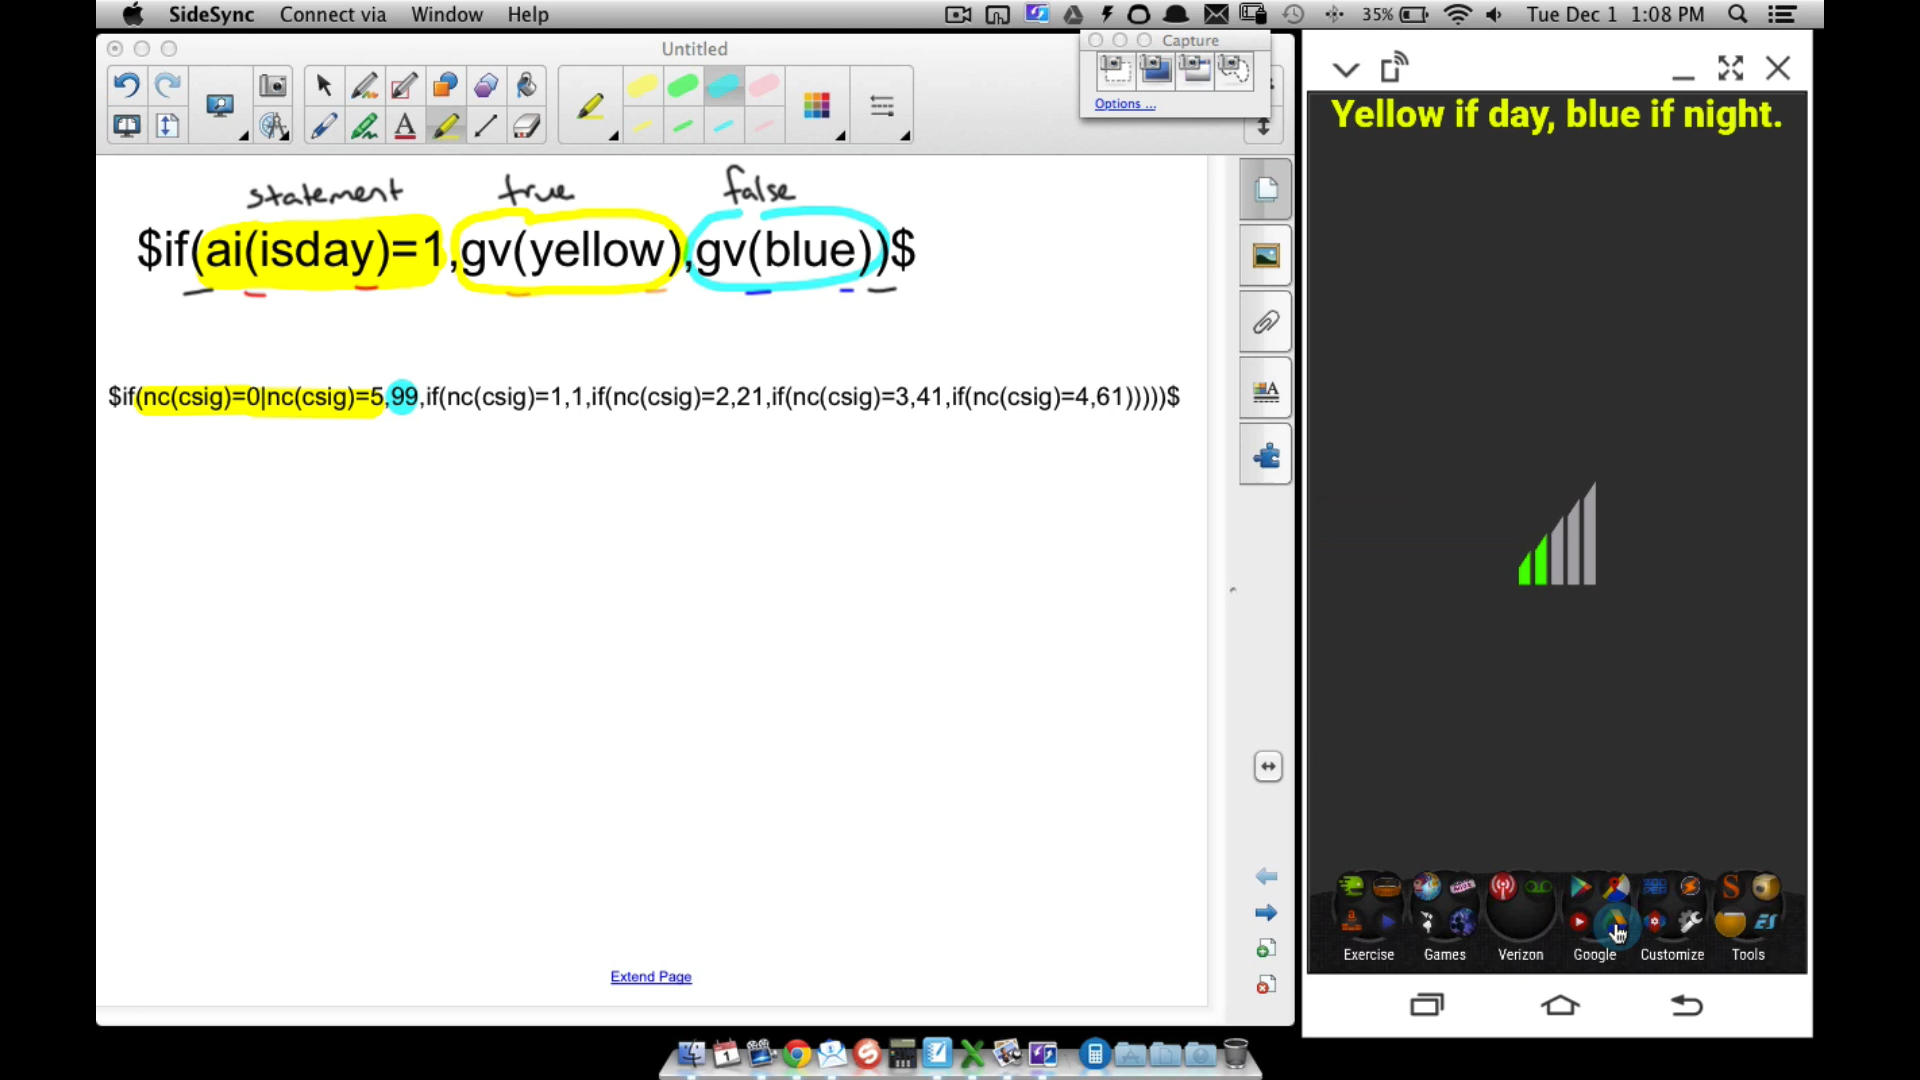 SideSync Connect via Window Help
35%
Tue Dec 1 1:08 PM
Untitled
Capture
Options ...
statement true false
$if(ai(isday)=1,gv(yellow),gv(blue))$
$if(nc(csig)=0|nc(csig)=5,99,if(nc(csig)=1,1,if(nc(csig)=2,21,if(nc(csig)=3,41,if(nc(csig)=4,61)))))$
Extend Page
Yellow if day, blue if night.
Exercise Games Verizon Google Customize Tools